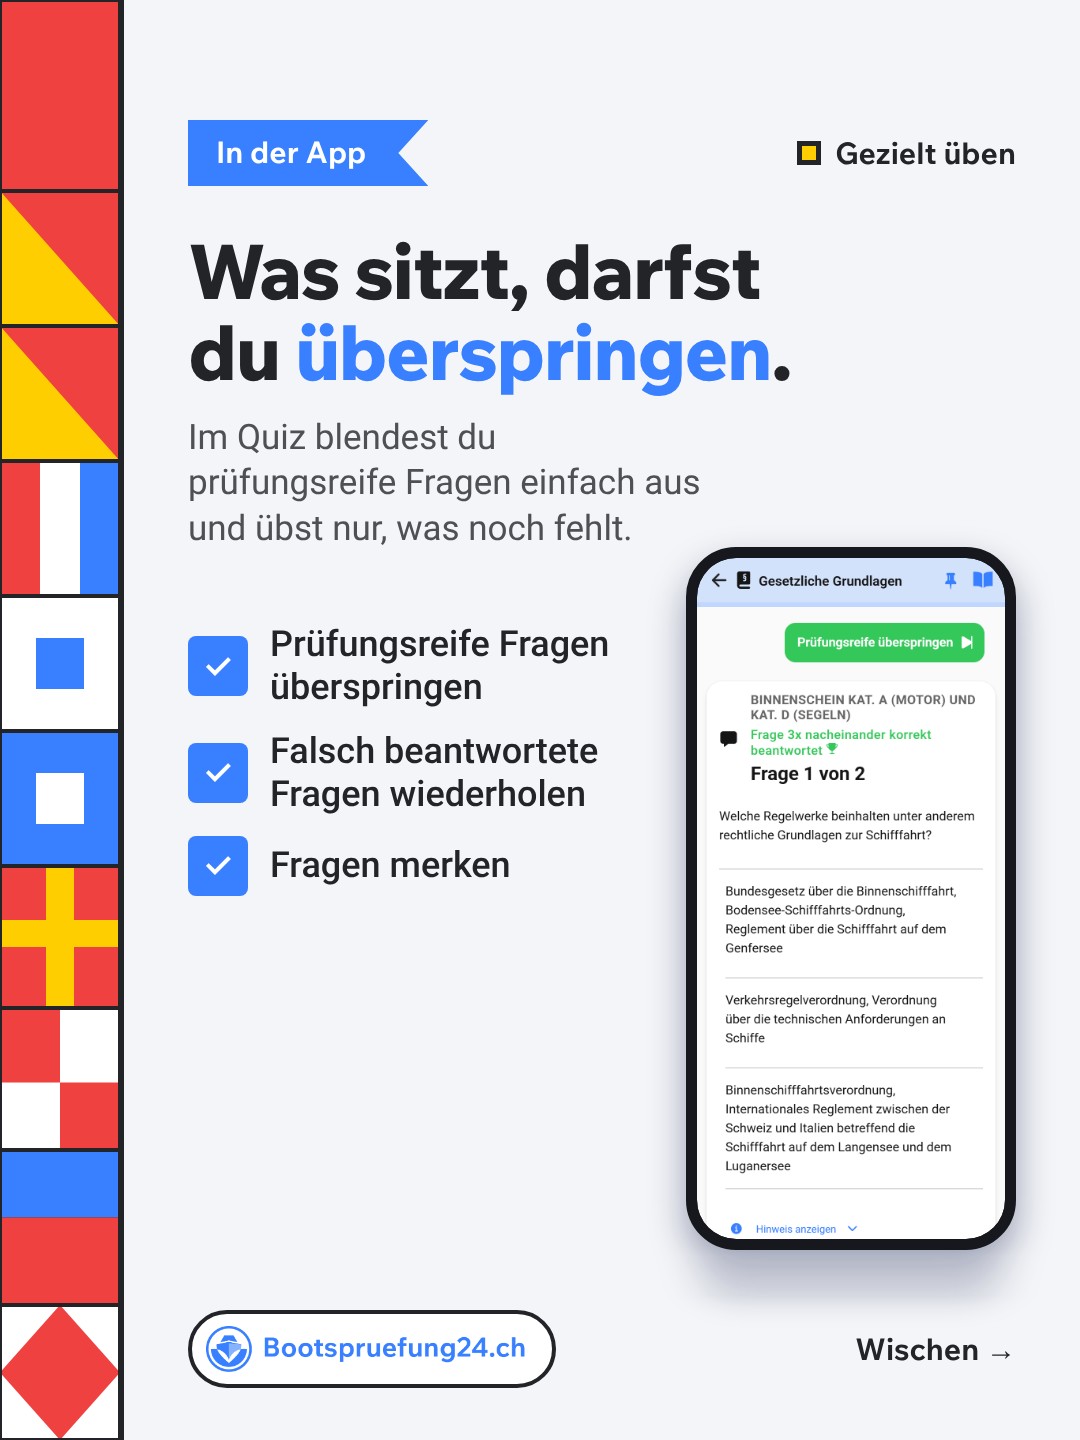 In der App
Gezielt üben
Was sitzt, darfst
du überspringen.
Im Quiz blendest du
prüfungsreife Fragen einfach aus
und übst nur, was noch fehlt.
Prüfungsreife Fragen
überspringen
Falsch beantwortete
Fragen wiederholen
Fragen merken
Gesetzliche Grundlagen
Prüfungsreife überspringen
BINNENSCHEIN KAT. A (MOTOR) UND
KAT. D (SEGELN)
Frage 3x nacheinander korrekt
beantwortet
Frage 1 von 2
Welche Regelwerke beinhalten unter anderem
rechtliche Grundlagen zur Schifffahrt?
Bundesgesetz über die Binnenschifffahrt,
Bodensee-Schifffahrts-Ordnung,
Reglement über die Schifffahrt auf dem
Genfersee
Verkehrsregelverordnung, Verordnung
über die technischen Anforderungen an
Schiffe
Binnenschifffahrtsverordnung,
Internationales Reglement zwischen der
Schweiz und Italien betreffend die
Schifffahrt auf dem Langensee und dem
Luganersee
Hinweis anzeigen
Bootspruefung24.ch
Wischen →